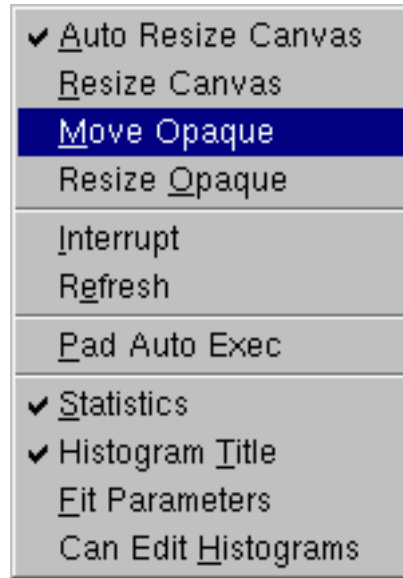 Auto Resize Canvas
Resize Canvas
Move Opaque
Resize Opaque
Interrupt
Refresh
Pad Auto Exec
Statistics
Histogram Title
Fit Parameters
Can Edit Histograms